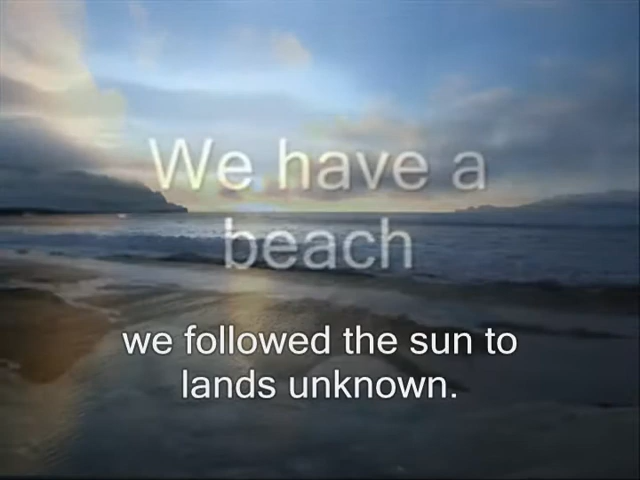 We have a
beach
we followed the sun to
lands unknown.